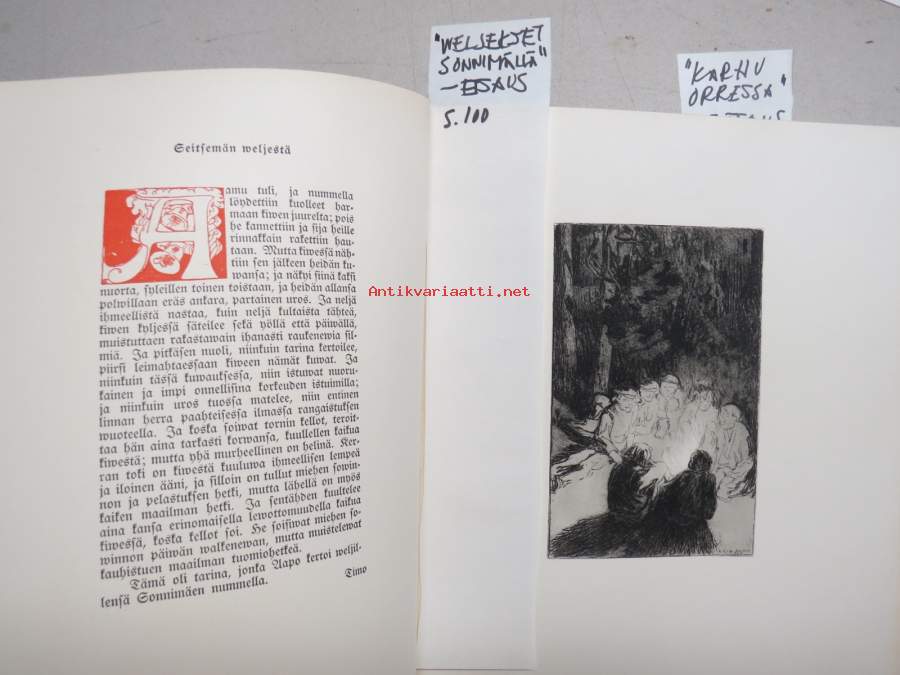 Seitsemän weljestä
Aamu tuli, ja nummella
löydettiin kuolleet har-
maan kiwen juurelta; pois
he kannettiin ja sija heille
rinnakkain rakettiin hau-
taan. Mutta kiwessä näh-
tiin sen jälkeen heidän ku-
wansa; ja näkyi siinä kaksi
nuorta, syleillen toinen toistaan, ja heidän allansa
polwillaan eräs ankara, partainen uros. Ja neljä
ihmeellistä nastaa, kuin neljä kultaista tähteä,
kiwen kyljessä säteilee sekä yöllä että päiwällä,
muistuttaen rakastawain ihanasti raukenewia sil-
miä. Ja pitkäsen nuoli, niinkuin tarina kertoilee,
piirsi leimahtaessaan kiween nämät kuwat. Ja
niinkuin tässä kuwauksessa, niin istuwat nuoru-
kainen ja impi onnellisina korkeuden istuimilla;
ja niinkuin uros tuossa matelee, niin entinen
linnan herra paahteisessa ilmassa rangaistuksen
wuoteella. Ja koska soiwat tornin kellot, teroit-
taa hän aina tarkasti korwansa, kuullellen kaikua
kiwestä; mutta yhä murheellinen on helinä. Ker-
ran toki on kiwestä kuuluwa ihmeellisen lempeä
ja iloinen ääni, ja silloin on tullut miehen sowin-
non ja pelastuksen hetki, mutta lähellä on myös
kaiken maailman hetki. Ja sentähden kuultelee
aina kansa erinomaisella lewottomuudella kaikua
kiwessä, koska kellot soi. He soisiwat miehen so-
winnon päiwän walkenewan, mutta muistelewat
kauhistuen maailman tuomiohetkeä.
Tämä oli tarina, jonka Aapo kertoi weljil-
lensä Sonnimäen nummella.
Timo
"WELJEKSET
SONNIMÄLLÄ"
– ETSAUS
S. 100
"KARHU
ORRESSA"
Antikvariaatti.net